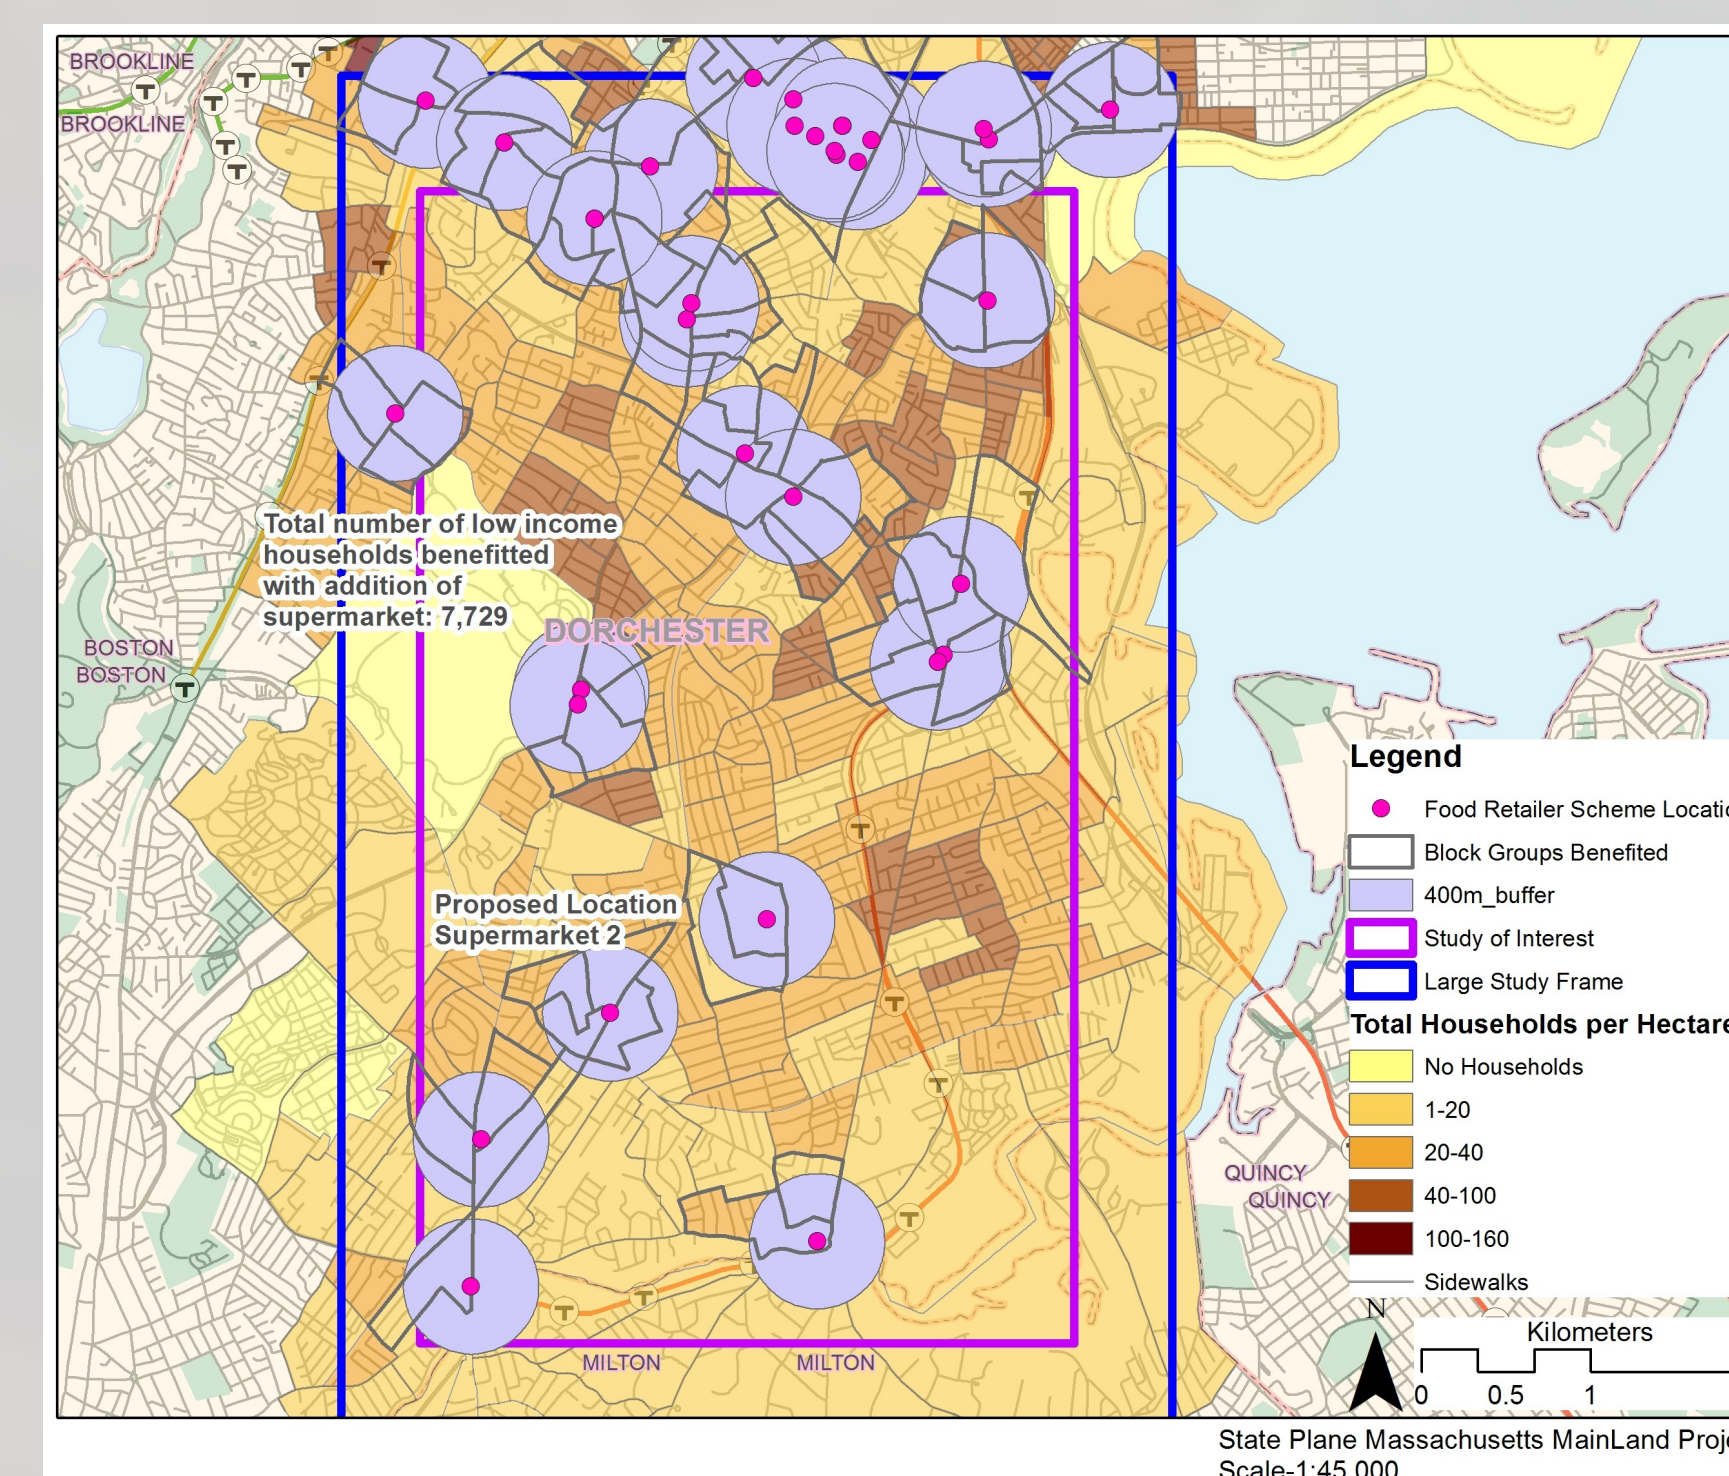 BROOKLINE
BROOKLINE
T
T
T
T
T
T
T
T
T
T
Total number of low income
households benefitted
with addition of
supermarket: 7,729
DORCHESTER
BOSTON
BOSTON
T
T
T
Proposed Location
Supermarket 2
T
T
T
T
T
MILTON
MILTON
QUINCY
QUINCY
Legend
Food Retailer Scheme Locatio
Block Groups Benefited
400m_buffer
Study of Interest
Large Study Frame
Total Households per Hectare
No Households
1-20
20-40
40-100
100-160
Sidewalks
N
Kilometers
0 0.5 1
State Plane Massachusetts MainLand Proje
Scale-1:45,000